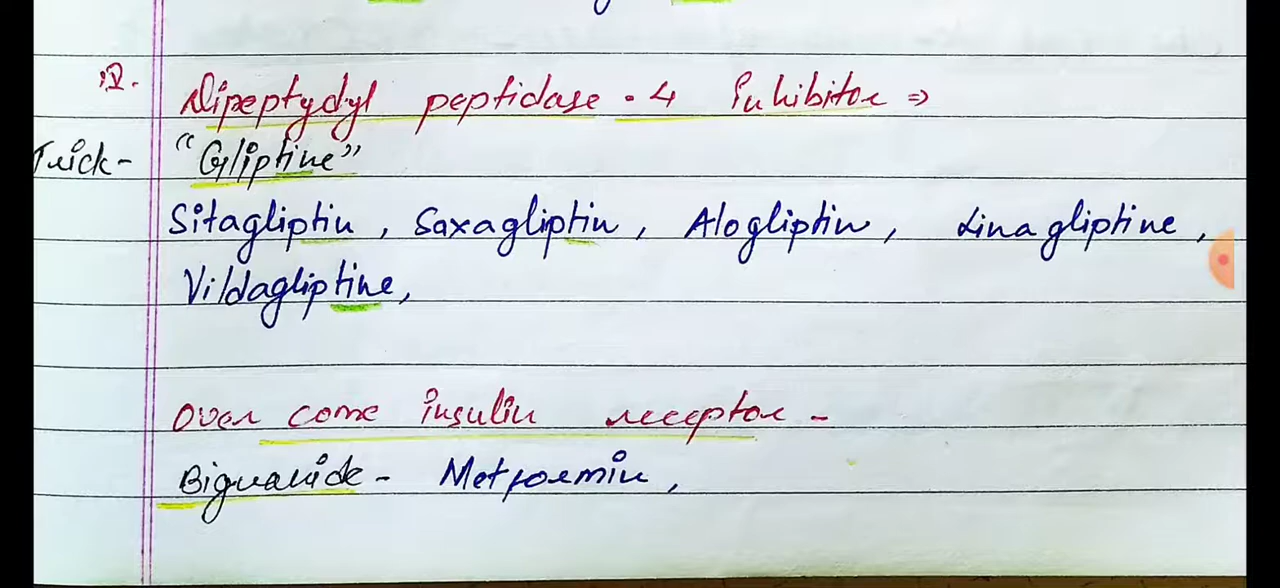 2. Dipeptydyl peptidase - 4 Inhibitor ⇒
Trick- "Gliptine"
Sitagliptin, Saxagliptin, Alogliptin, Linagliptine,
Vildagliptine,
Over come insulin receptor -
Biguanide - Metformin,